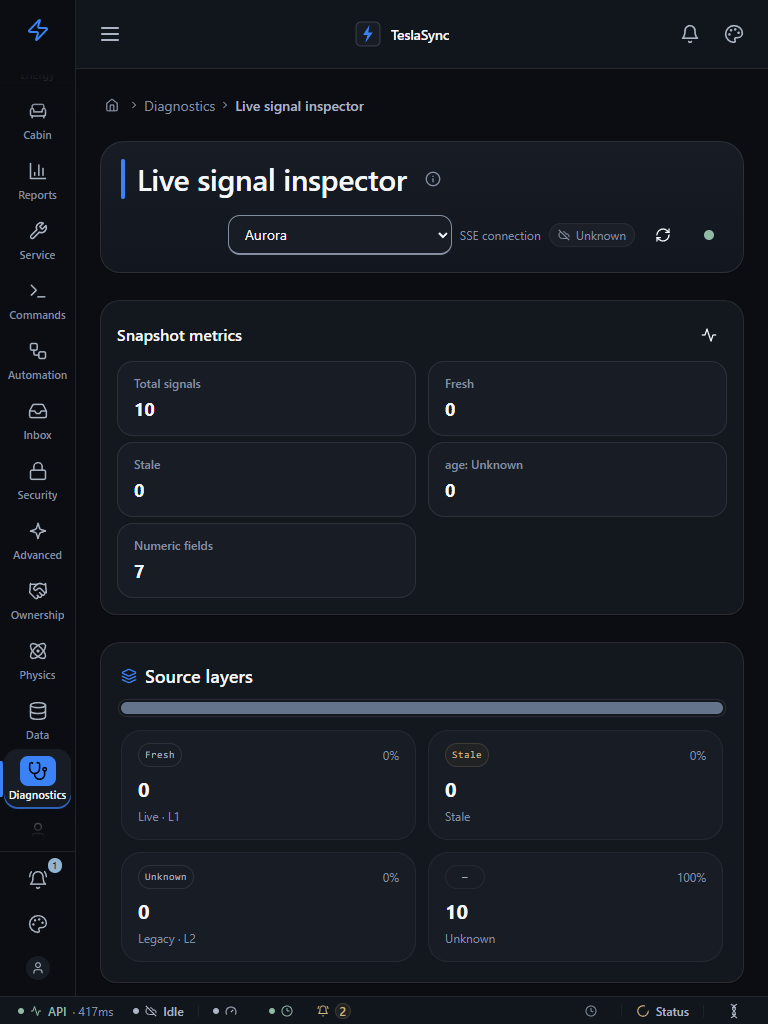 TeslaSync
Energy
Cabin
Reports
Service
Commands
Automation
Inbox
Security
Advanced
Ownership
Physics
Data
Diagnostics
1
Diagnostics > Live signal inspector
Live signal inspector
Aurora
SSE connection
Unknown
Snapshot metrics
Total signals
10
Fresh
0
Stale
0
age: Unknown
0
Numeric fields
7
Source layers
Fresh
0%
0
Live · L1
Stale
0%
0
Stale
Unknown
0%
0
Legacy · L2
–
100%
10
Unknown
API · 417ms
Idle
2
Status